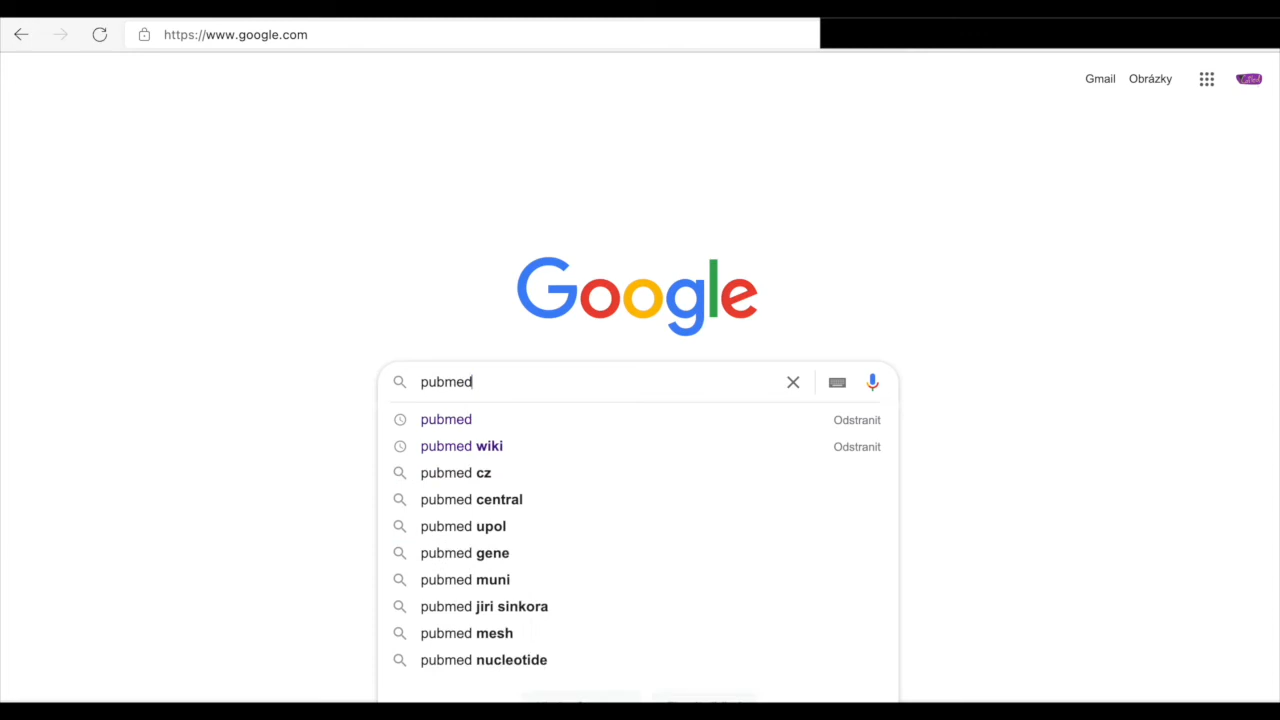 https://www.google.com
Gmail Obrázky
Google
pubmed
pubmed Odstranit
pubmed wiki Odstranit
pubmed cz
pubmed central
pubmed upol
pubmed gene
pubmed muni
pubmed jiri sinkora
pubmed mesh
pubmed nucleotide